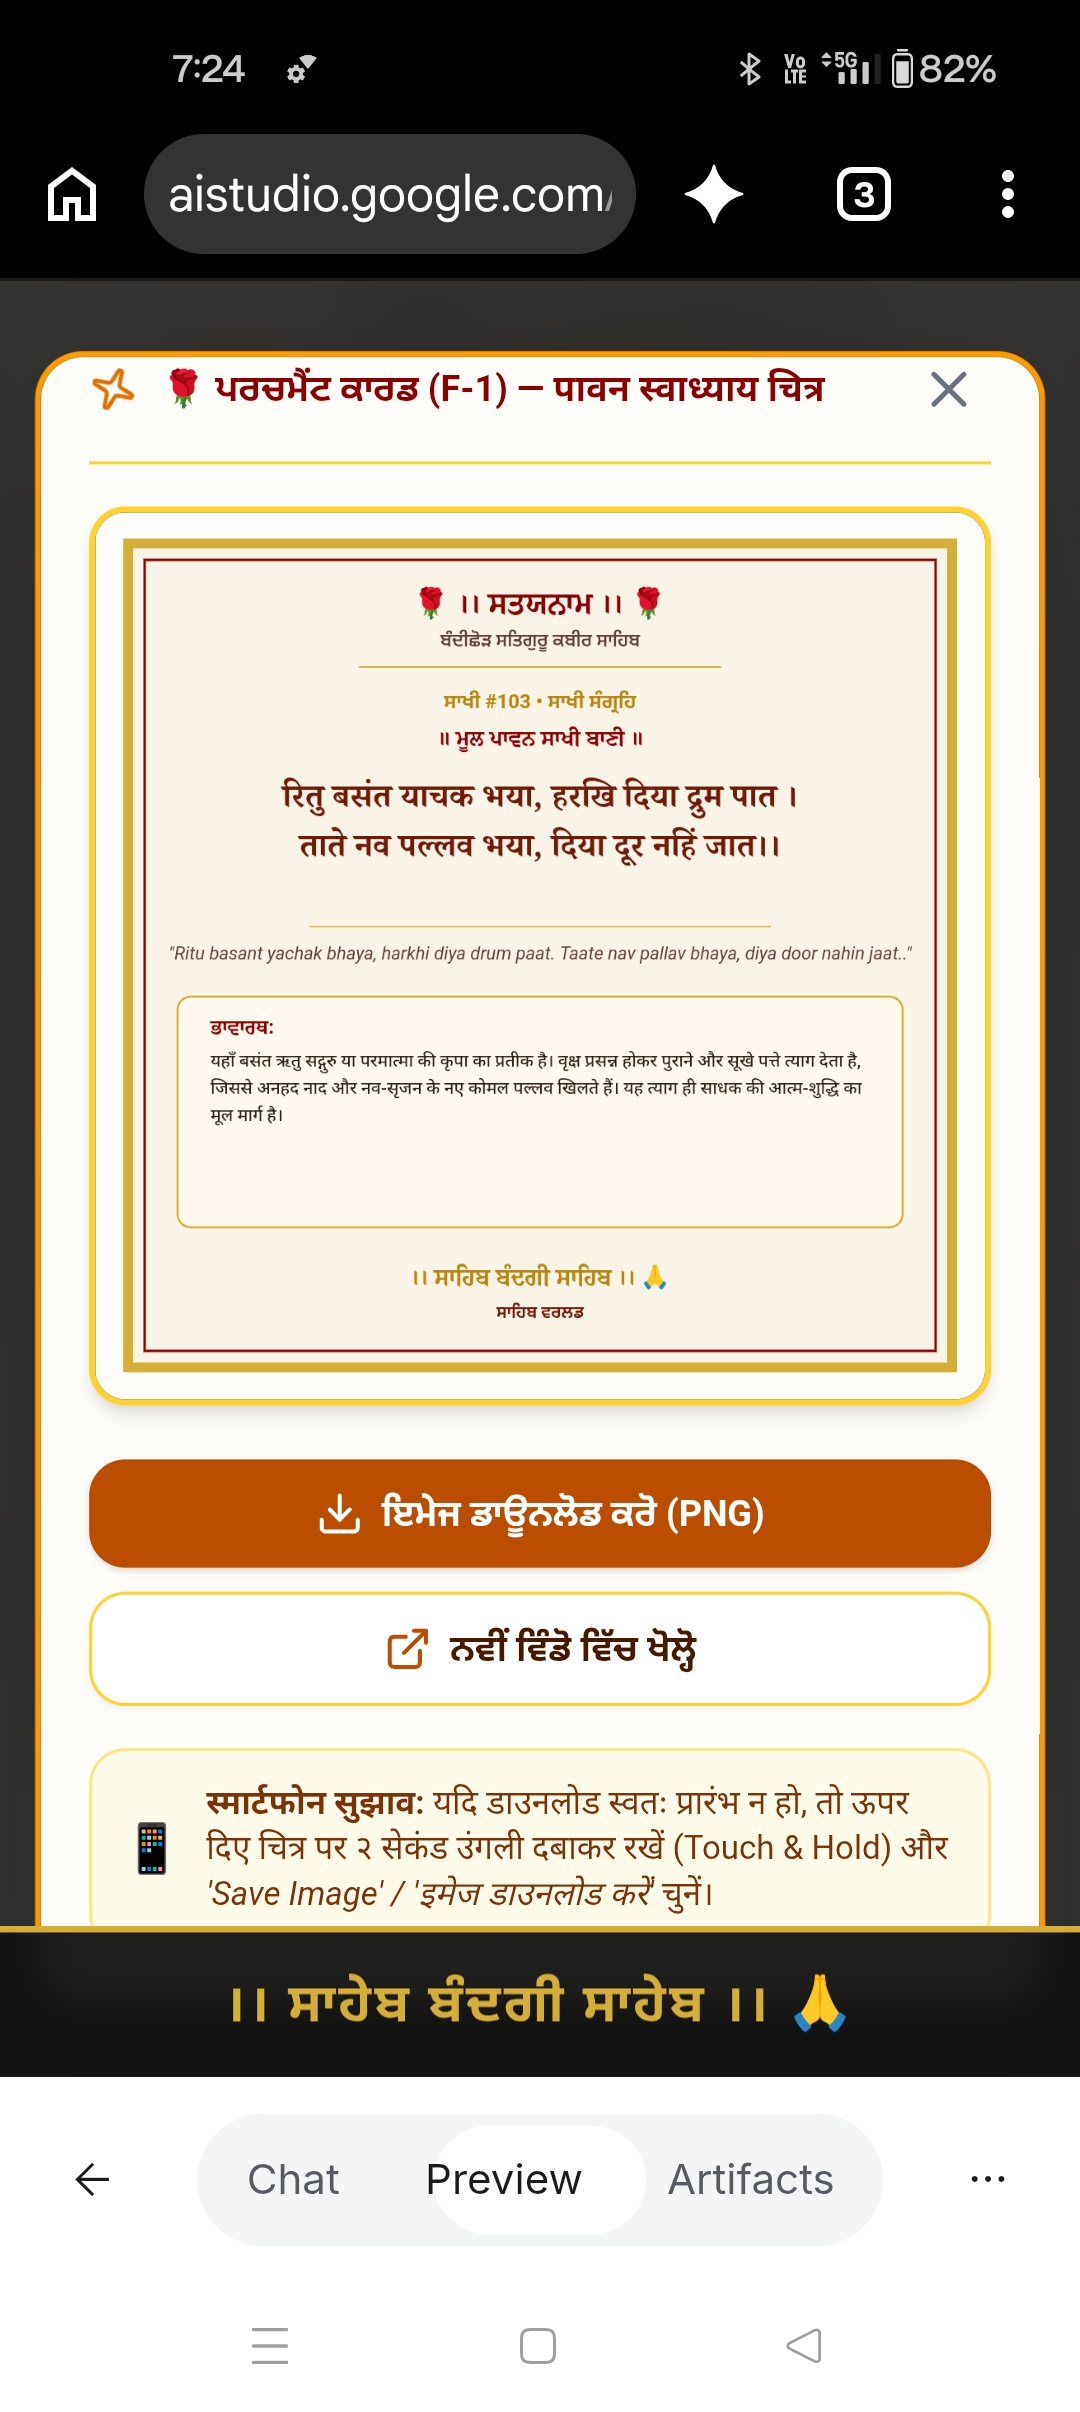 7:24
Vo LTE 5G 82%
aistudio.google.com/
3
🌹 ਪਰਚਮੈਂਟ ਕਾਰਡ (F-1) — पावन स्वाध्याय चित्र
🌹 ।। ਸਤਯਨਾਮ ।। 🌹
ਬੰਦੀਛੋੜ ਸਤਿਗੁਰੂ ਕਬੀਰ ਸਾਹਿਬ
ਸਾਖੀ #103 • ਸਾਖੀ ਸੰਗ੍ਰਹਿ
॥ ਮੂਲ ਪਾਵਨ ਸਾਖੀ ਬਾਣੀ ॥
रितु बसंत याचक भया, हरखि दिया द्रुम पात ।
ताते नव पल्लव भया, दिया दूर नहिं जात।।
"Ritu basant yachak bhaya, harkhi diya drum paat. Taate nav pallav bhaya, diya door nahin jaat.."
ਭਾਵਾਰਥ:
यहाँ बसंत ऋतु सद्गुरु या परमात्मा की कृपा का प्रतीक है। वृक्ष प्रसन्न होकर पुराने और सूखे पत्ते त्याग देता है,
जिससे अनहद नाद और नव-सृजन के नए कोमल पल्लव खिलते हैं। यह त्याग ही साधक की आत्म-शुद्धि का
मूल मार्ग है।
।। ਸਾਹਿਬ ਬੰਦਗੀ ਸਾਹਿਬ ।। 🙏
ਸਾਹਿਬ ਵਰਲਡ
ਇਮੇਜ ਡਾਊਨਲੋਡ ਕਰੋ (PNG)
ਨਵੀਂ ਵਿੰਡੋ ਵਿੱਚ ਖੋਲ੍ਹੋ
स्मार्टफोन सुझाव: यदि डाउनलोड स्वतः प्रारंभ न हो, तो ऊपर
दिए चित्र पर २ सेकंड उंगली दबाकर रखें (Touch & Hold) और
'Save Image' / 'इमेज डाउनलोड करें' चुनें।
।। ਸਾਹੇਬ ਬੰਦਗੀ ਸਾਹੇਬ ।। 🙏
Chat Preview Artifacts